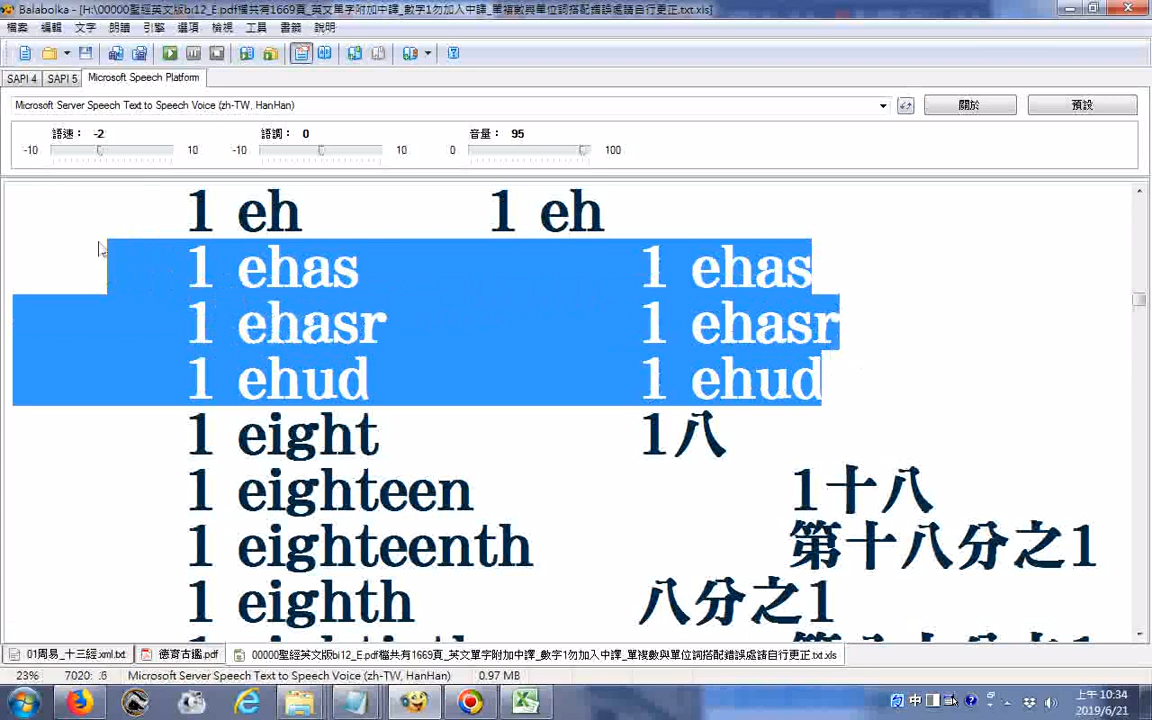 Balabolka - [H:\00000聖經英文版bi12_E.pdf檔共有1669頁_英文單字附加中譯_數字1勿加入中譯_單複數與單位詞搭配錯誤處請自行更正.txt.xls]
檔案 編輯 文字 朗讀 引擎 選項 檢視 工具 書籤 說明
SAPI 4 SAPI 5 Microsoft Speech Platform
Microsoft Server Speech Text to Speech Voice (zh-TW, HanHan) 關於 預設
語速： -2 語調： 0 音量： 95
-10 10 -10 10 0 100
1 eh 1 eh
1 ehas 1 ehas
1 ehasr 1 ehasr
1 ehud 1 ehud
1 eight 1八
1 eighteen 1十八
1 eighteenth 第十八分之1
1 eighth 八分之1
01周易_十三經.xml.txt 德育古鑑.pdf 00000聖經英文版bi12_E.pdf檔共有1669頁_英文單字附加中譯_數字1勿加入中譯_單複數與單位詞搭配錯誤處請自行更正.txt.xls
23% 7020: .6 Microsoft Server Speech Text to Speech Voice (zh-TW, HanHan) 0.97 MB
中 上午 10:34
2019/6/21